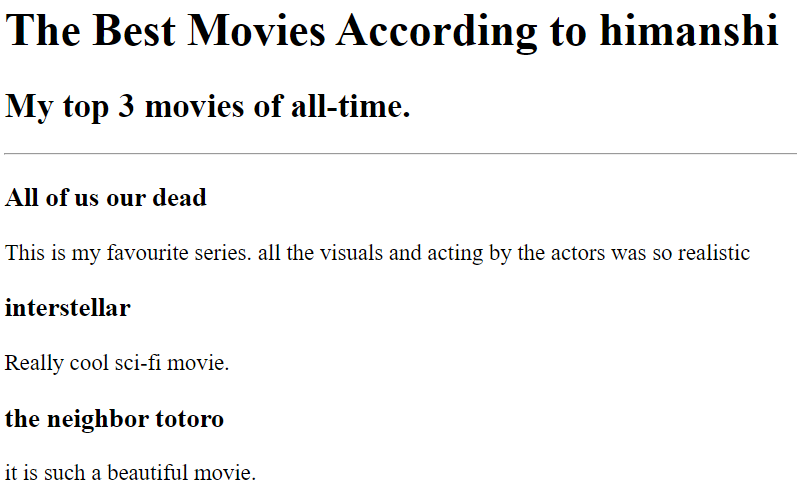 The Best Movies According to himanshi
My top 3 movies of all-time.
All of us our dead
This is my favourite series. all the visuals and acting by the actors was so realistic
interstellar
Really cool sci-fi movie.
the neighbor totoro
it is such a beautiful movie.